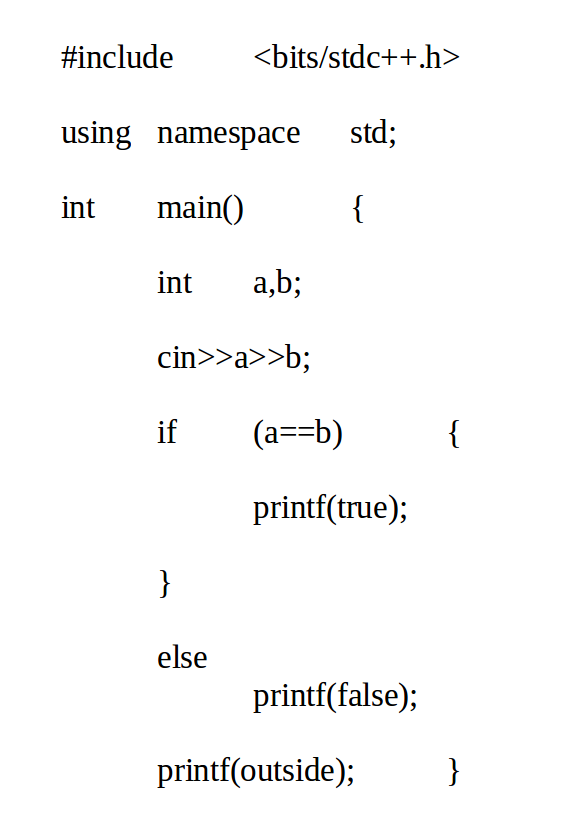 #include <bits/stdc++.h>
using namespace std;
int main() {
int a,b;
cin>>a>>b;
if (a==b) {
printf(true);
}
else
printf(false);
printf(outside); }